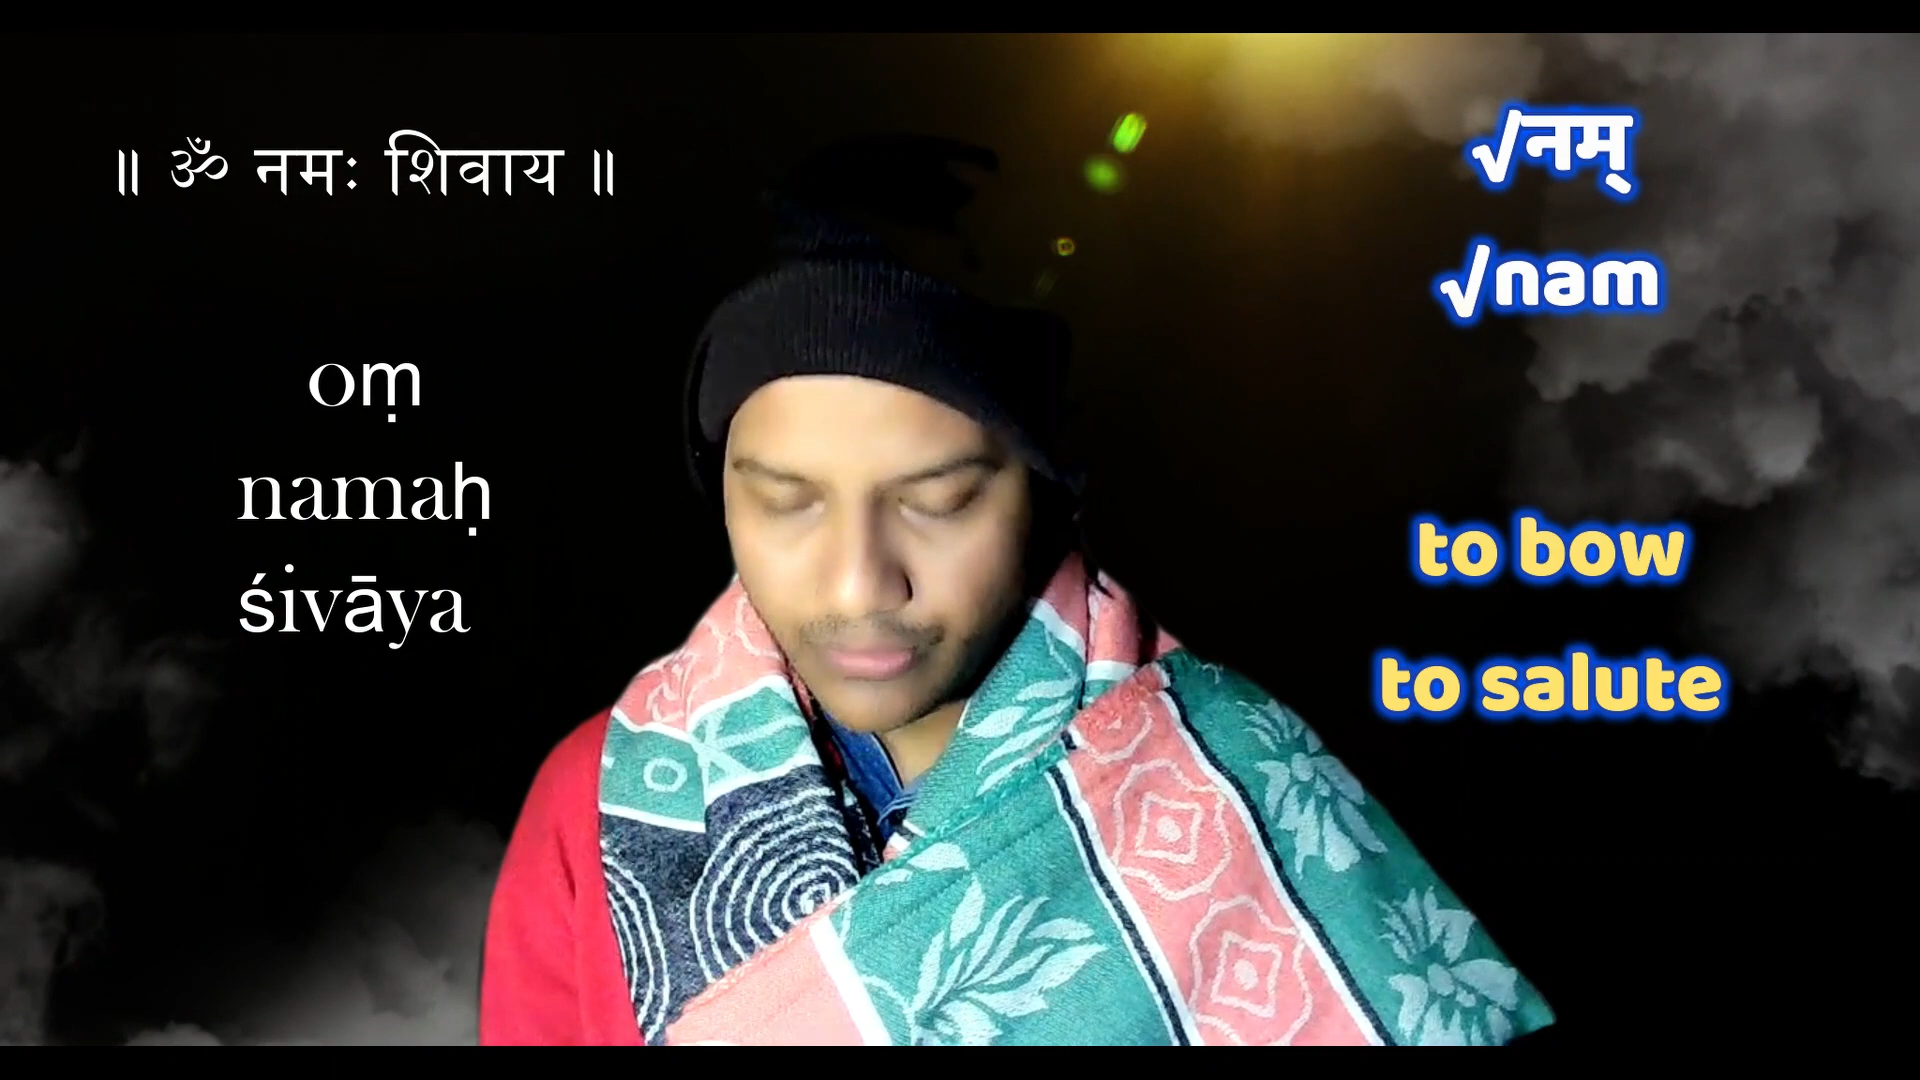 ॥ ॐ नमः शिवाय ॥
oṃ
namaḥ
śivāya
√नम्
√nam
to bow
to salute